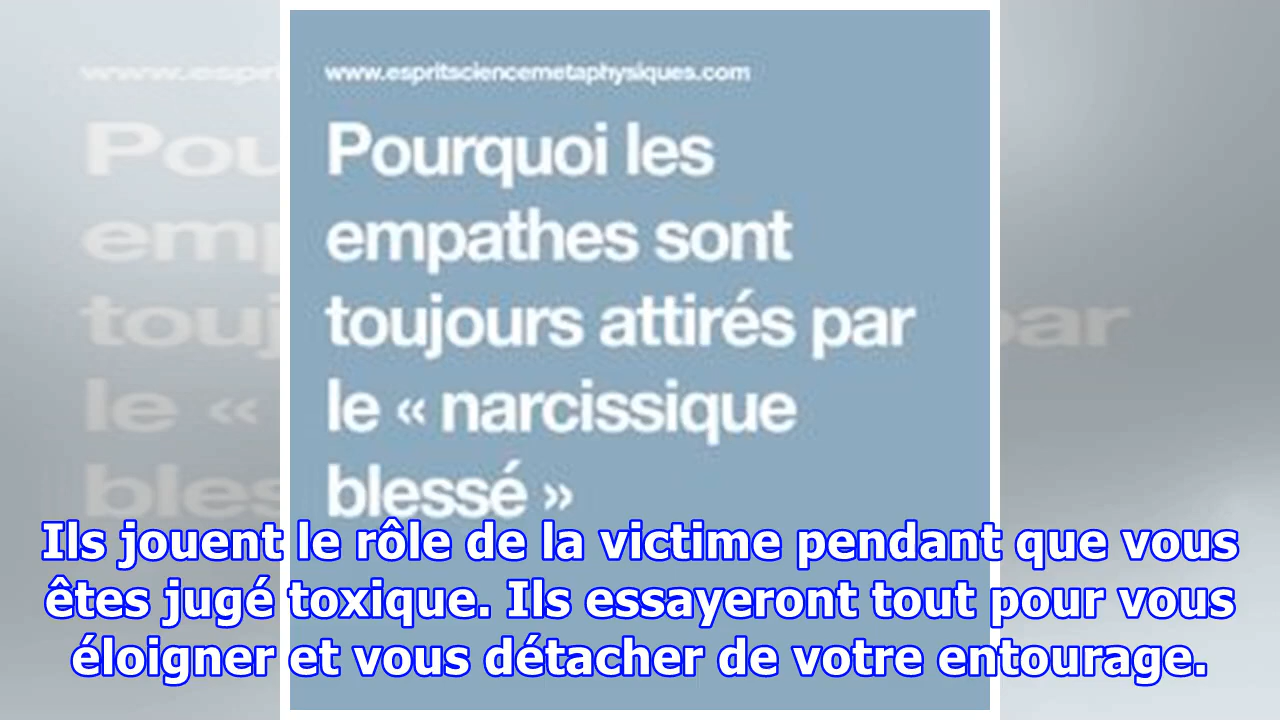 www.espritsciencemetaphysiques.com
Pourquoi les
empathes sont
toujours attirés par
le « narcissique
blessé »
Ils jouent le rôle de la victime pendant que vous
êtes jugé toxique. Ils essayeront tout pour vous
éloigner et vous détacher de votre entourage.